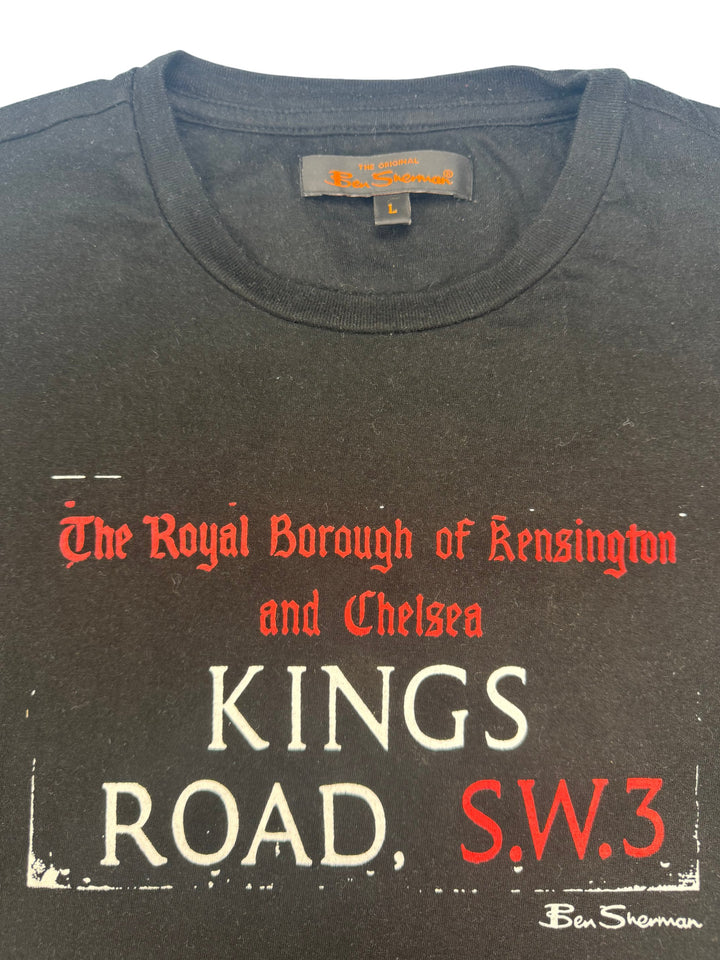 THE ORIGINAL
Ben Sherman®
L
The Royal Borough of Kensington
and Chelsea
KINGS
ROAD, S.W.3
Ben Sherman